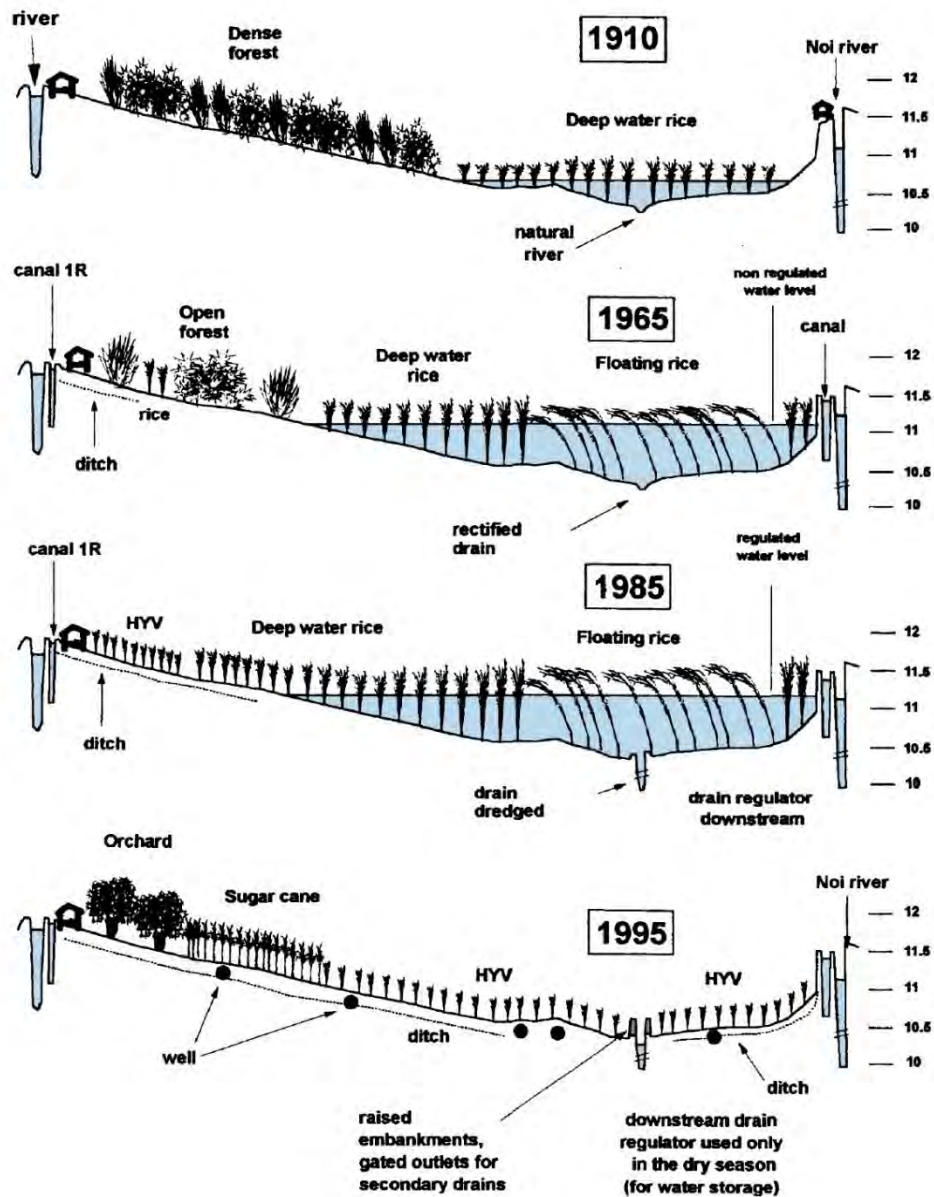 river
Dense
forest
1910
Noi river
12
11.5
11
10.5
10
Deep water rice
natural
river
canal 1R
Open
forest
1965
non regulated
water level
canal
Deep water
rice
Floating rice
12
11.5
11
10.5
10
rice
ditch
rectified
drain
canal 1R
HYV
Deep water rice
1985
Floating rice
regulated
water level
12
11.5
11
10.5
10
ditch
drain
dredged
drain regulator
downstream
Orchard
Sugar cane
1995
Noi river
12
11.5
11
10.5
10
HYV
HYV
well
ditch
ditch
raised
embankments,
gated outlets for
secondary drains
downstream drain
regulator used only
in the dry season
(for water storage)